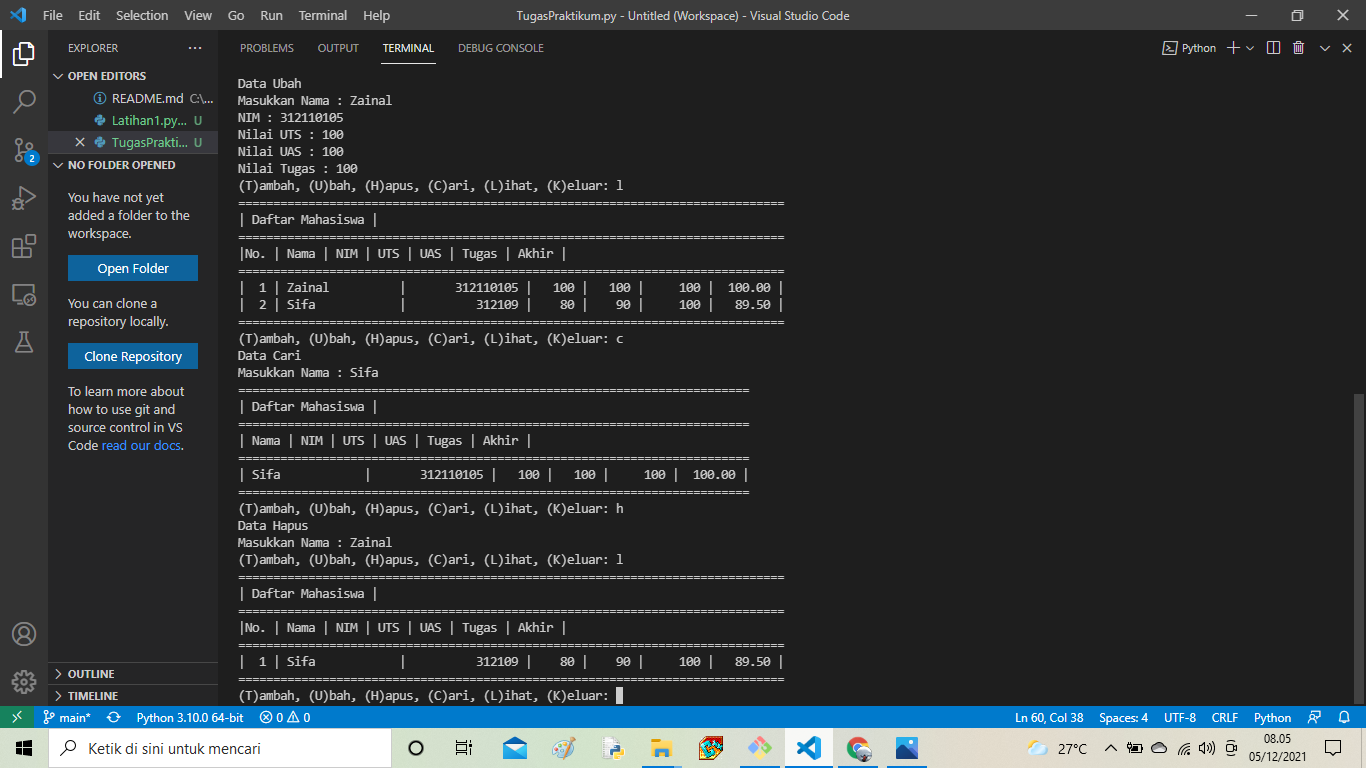 File Edit Selection View Go Run Terminal Help TugasPraktikum.py - Untitled (Workspace) - Visual Studio Code
EXPLORER ···
OPEN EDITORS
README.md C:\...
Latihan1.py... U
TugasPrakti... U
NO FOLDER OPENED
You have not yet
added a folder to the
workspace.
Open Folder
You can clone a
repository locally.
Clone Repository
To learn more about
how to use git and
source control in VS
Code read our docs.
OUTLINE
TIMELINE
2
PROBLEMS OUTPUT TERMINAL DEBUG CONSOLE Python
Data Ubah
Masukkan Nama : Zainal
NIM : 312110105
Nilai UTS : 100
Nilai UAS : 100
Nilai Tugas : 100
(T)ambah, (U)bah, (H)apus, (C)ari, (L)ihat, (K)eluar: l
==============================================================================
| Daftar Mahasiswa |
==============================================================================
|No. | Nama | NIM | UTS | UAS | Tugas | Akhir |
==============================================================================
|  1 | Zainal          |       312110105 |   100 |   100 |     100 |  100.00 |
|  2 | Sifa            |          312109 |    80 |    90 |     100 |   89.50 |
==============================================================================
(T)ambah, (U)bah, (H)apus, (C)ari, (L)ihat, (K)eluar: c
Data Cari
Masukkan Nama : Sifa
=========================================================================
| Daftar Mahasiswa |
=========================================================================
| Nama | NIM | UTS | UAS | Tugas | Akhir |
=========================================================================
| Sifa            |       312110105 |   100 |   100 |     100 |  100.00 |
=========================================================================
(T)ambah, (U)bah, (H)apus, (C)ari, (L)ihat, (K)eluar: h
Data Hapus
Masukkan Nama : Zainal
(T)ambah, (U)bah, (H)apus, (C)ari, (L)ihat, (K)eluar: l
==============================================================================
| Daftar Mahasiswa |
==============================================================================
|No. | Nama | NIM | UTS | UAS | Tugas | Akhir |
==============================================================================
|  1 | Sifa            |          312109 |    80 |    90 |     100 |   89.50 |
==============================================================================
(T)ambah, (U)bah, (H)apus, (C)ari, (L)ihat, (K)eluar:
main* Python 3.10.0 64-bit 0 0 Ln 60, Col 38 Spaces: 4 UTF-8 CRLF Python
Ketik di sini untuk mencari 27°C 08.05
05/12/2021